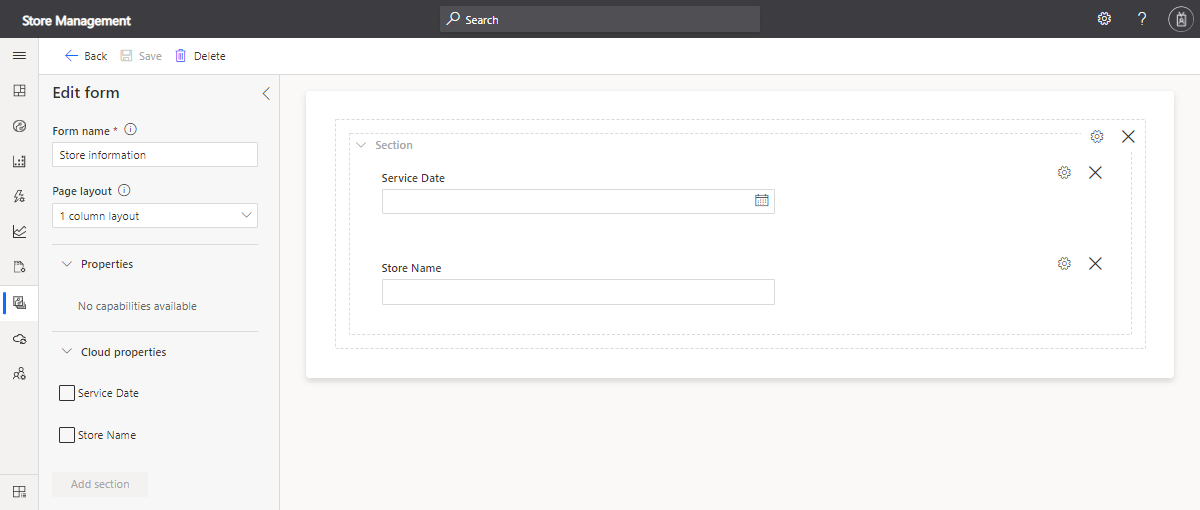 Store Management
Search
?
Back
Save
Delete
Edit form
Form name *
Store information
Page layout
1 column layout
Properties
No capabilities available
Cloud properties
Service Date
Store Name
Add section
Section
Service Date
Store Name